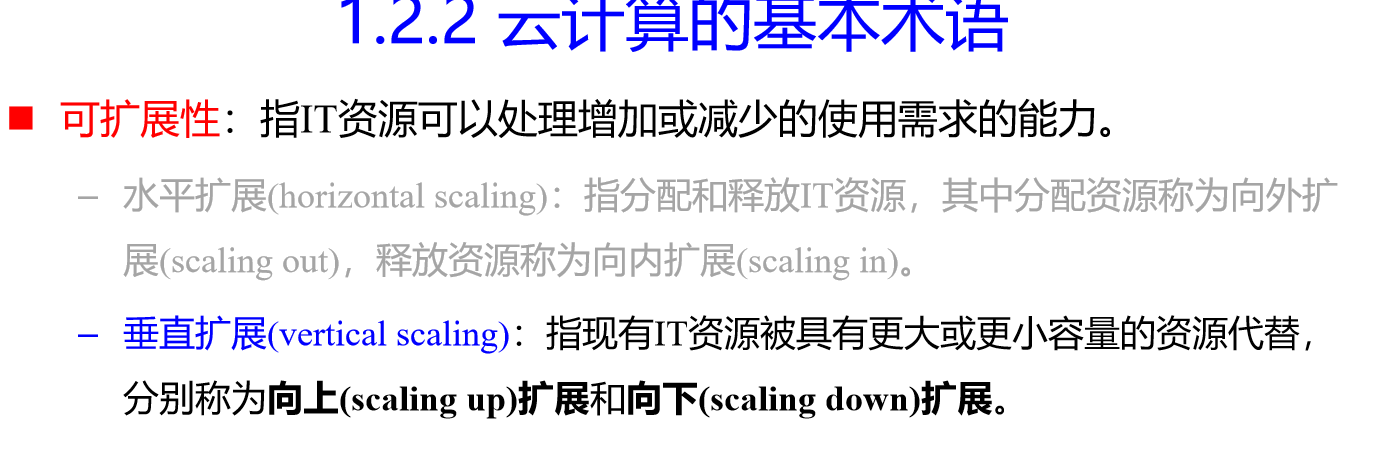 1.2.2 云计算的基本术语
■ 可扩展性：指IT资源可以处理增加或减少的使用需求的能力。
– 水平扩展(horizontal scaling)：指分配和释放IT资源，其中分配资源称为向外扩
展(scaling out)，释放资源称为向内扩展(scaling in)。
– 垂直扩展(vertical scaling)：指现有IT资源被具有更大或更小容量的资源代替，
分别称为向上(scaling up)扩展和向下(scaling down)扩展。